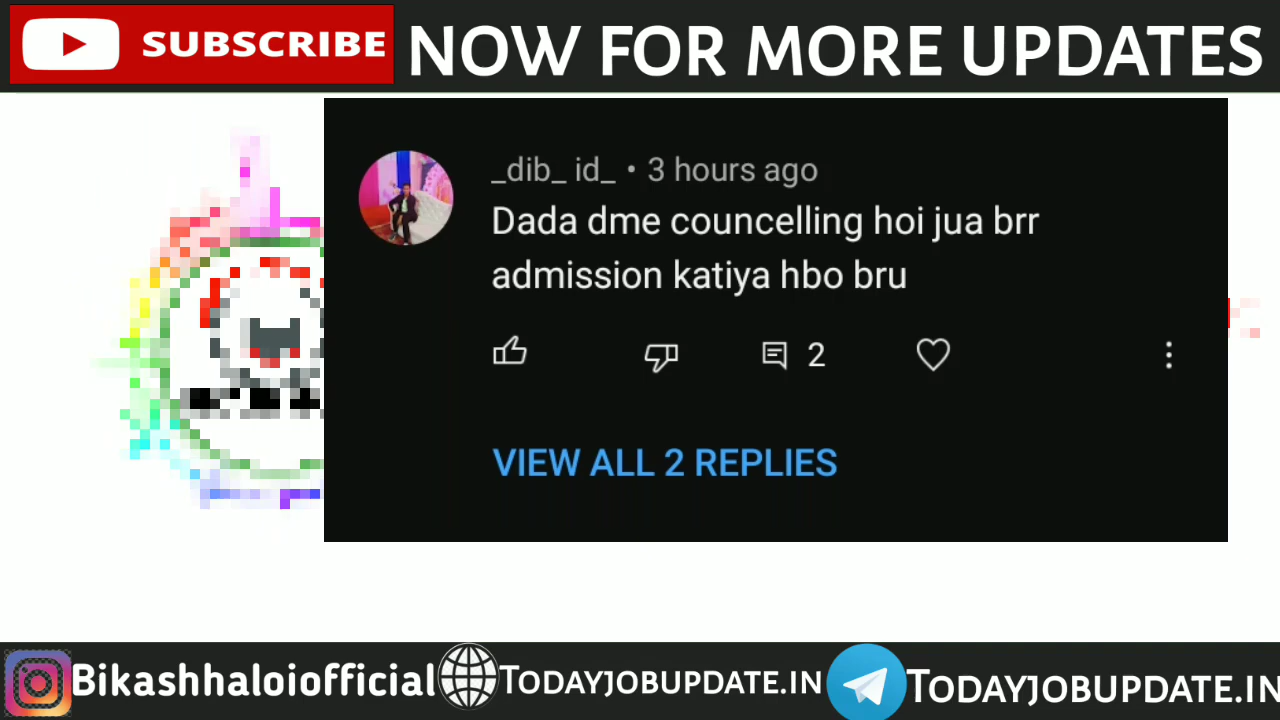 SUBSCRIBE NOW FOR MORE UPDATES
_dib_ id_ • 3 hours ago
Dada dme councelling hoi jua brr
admission katiya hbo bru
2
VIEW ALL 2 REPLIES
Bikashhaloiofficial TODAYJOBUPDATE.IN TODAYJOBUPDATE.IN